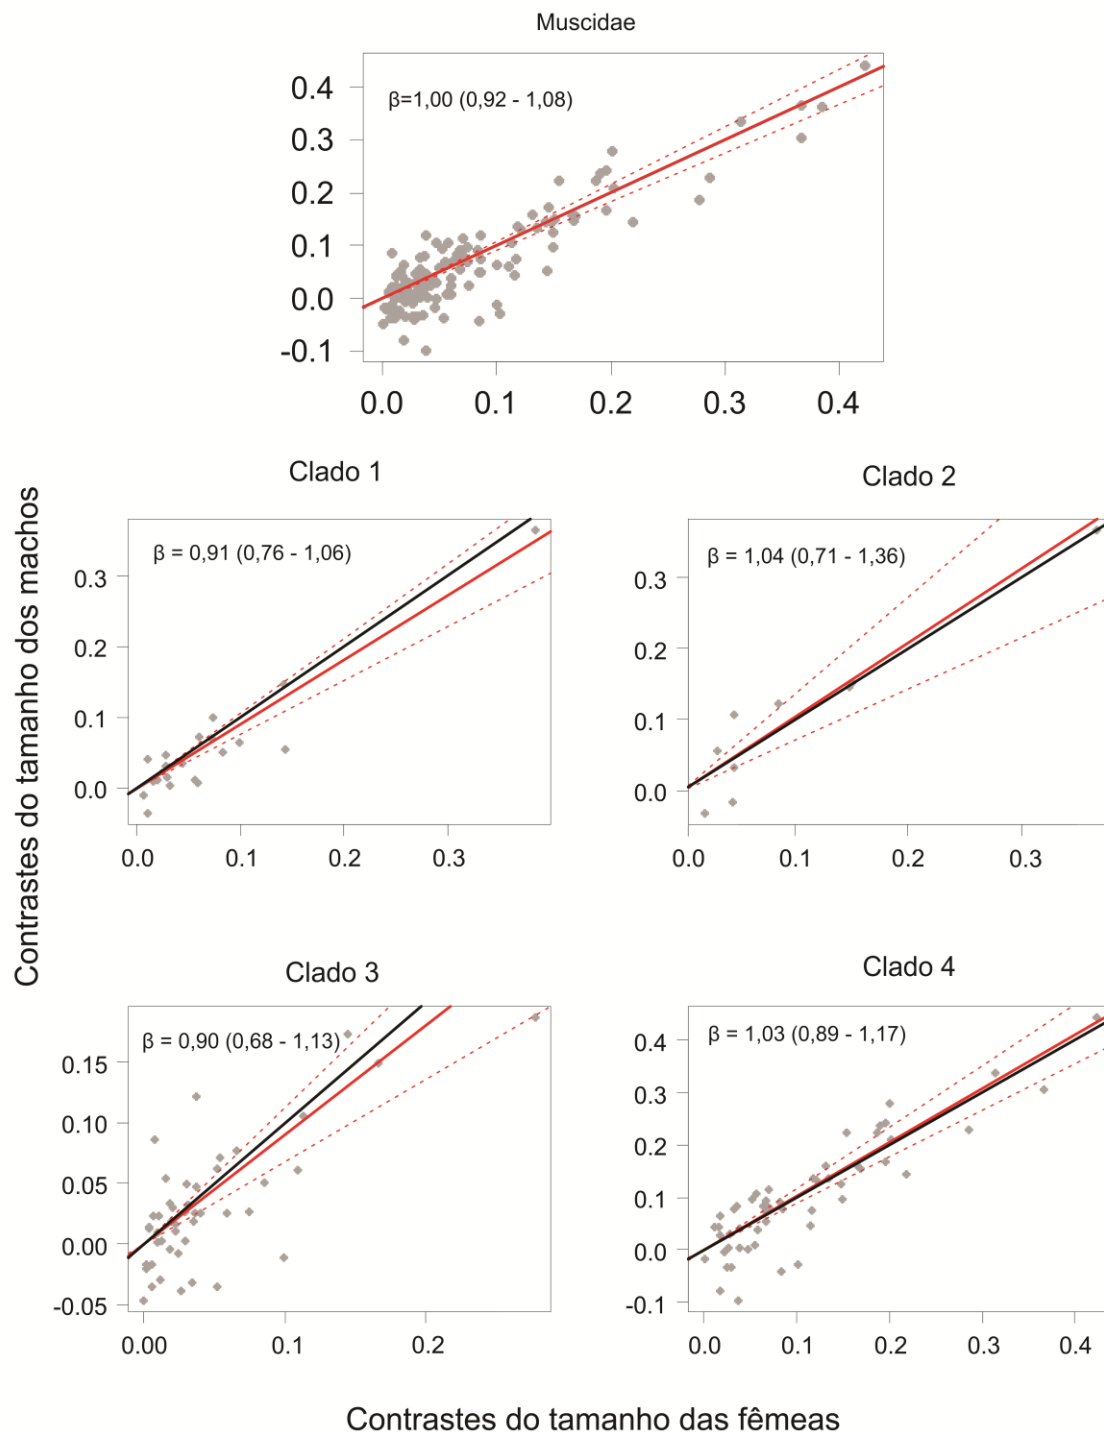 Muscidae
β=1,00 (0,92 - 1,08)
0.4
0.3
0.2
0.1
0.0
-0.1
0.0 0.1 0.2 0.3 0.4
Contrastes do tamanho dos machos
Clado 1
β = 0,91 (0,76 - 1,06)
0.3
0.2
0.1
0.0
0.0 0.1 0.2 0.3
Clado 2
β = 1,04 (0,71 - 1,36)
0.3
0.2
0.1
0.0
0.0 0.1 0.2 0.3
Clado 3
β = 0,90 (0,68 - 1,13)
0.15
0.10
0.05
0.00
-0.05
0.00 0.1 0.2
Clado 4
β = 1,03 (0,89 - 1,17)
0.4
0.3
0.2
0.1
0.0
-0.1
0.0 0.1 0.2 0.3 0.4
Contrastes do tamanho das fêmeas